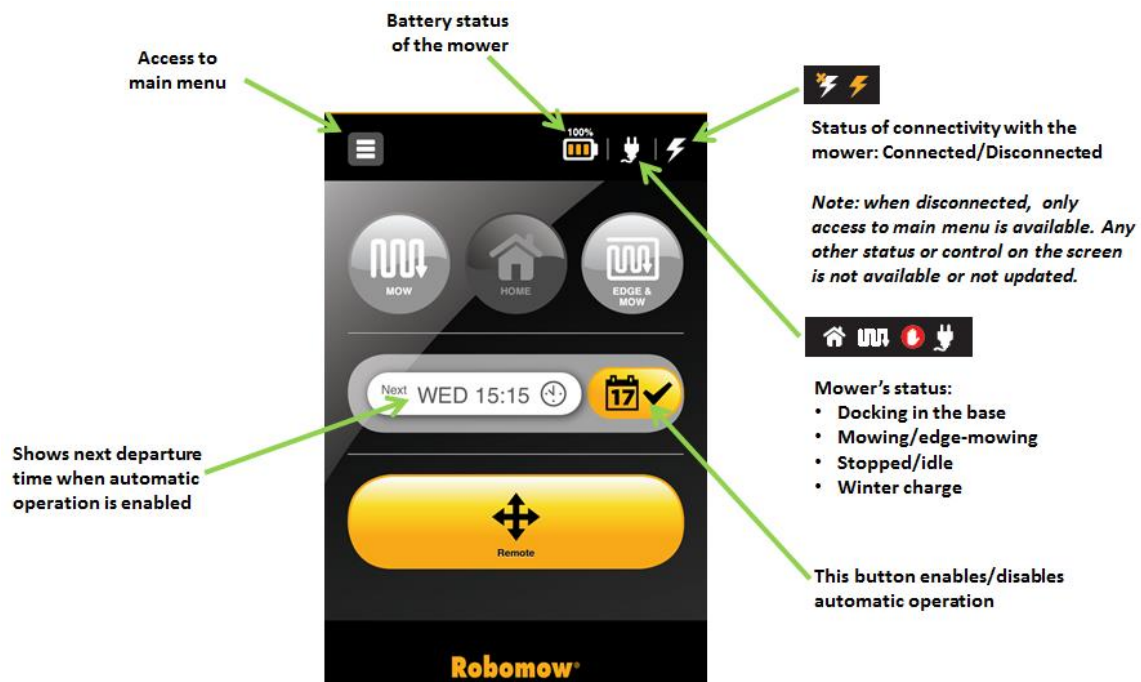 Battery status
of the mower
Access to
main menu
100%
Status of connectivity with the
mower: Connected/Disconnected
Note: when disconnected, only
access to main menu is available. Any
other status or control on the screen
is not available or not updated.
MOW
HOME
EDGE &
MOW
Next WED 15:15
17
Mower's status:
• Docking in the base
• Mowing/edge-mowing
• Stopped/idle
• Winter charge
Shows next departure
time when automatic
operation is enabled
Remote
This button enables/disables
automatic operation
Robomow®